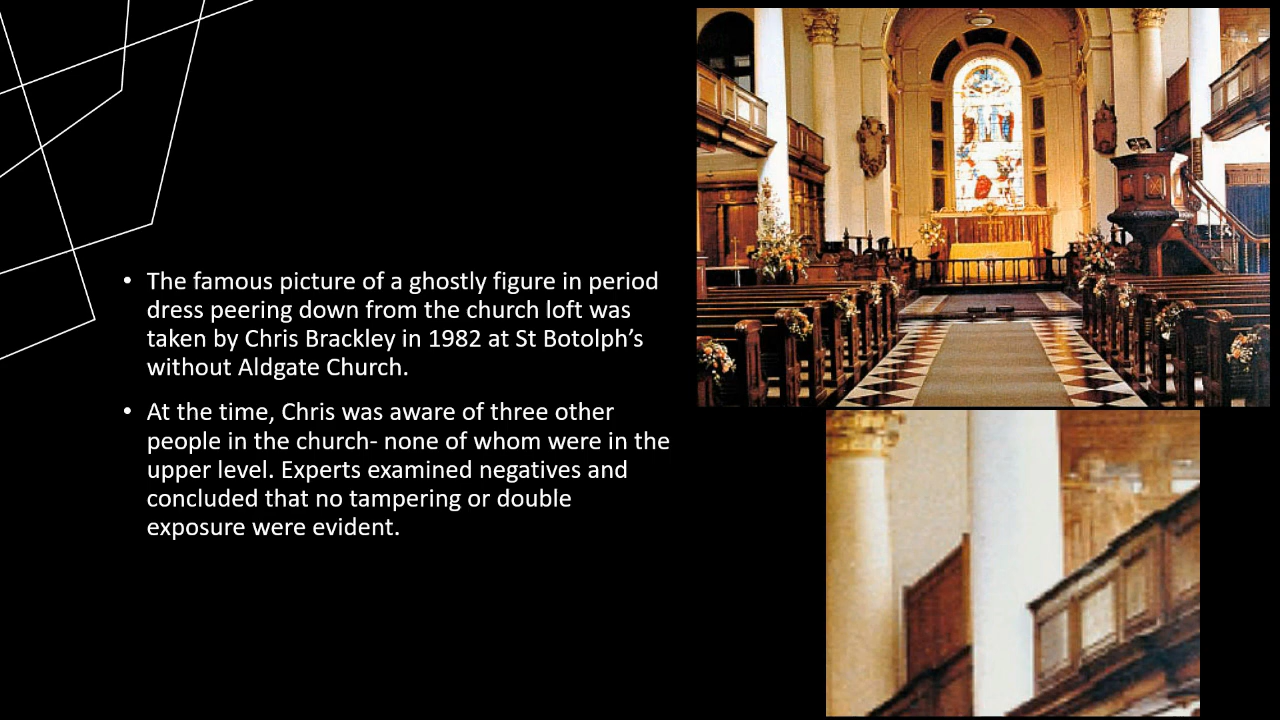 • The famous picture of a ghostly figure in period
dress peering down from the church loft was
taken by Chris Brackley in 1982 at St Botolph’s
without Aldgate Church.
• At the time, Chris was aware of three other
people in the church- none of whom were in the
upper level. Experts examined negatives and
concluded that no tampering or double
exposure were evident.